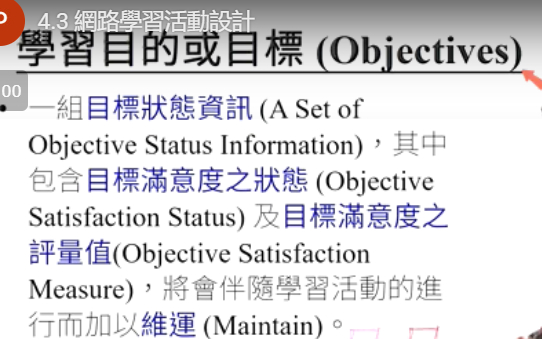 P
4.3 網路學習活動設計
學習目的或目標 (Objectives)
00
• 一組目標狀態資訊 (A Set of
Objective Status Information),其中
包含目標滿意度之狀態 (Objective
Satisfaction Status) 及目標滿意度之
評量值(Objective Satisfaction
Measure),將會伴隨學習活動的進
行而加以維運 (Maintain)。